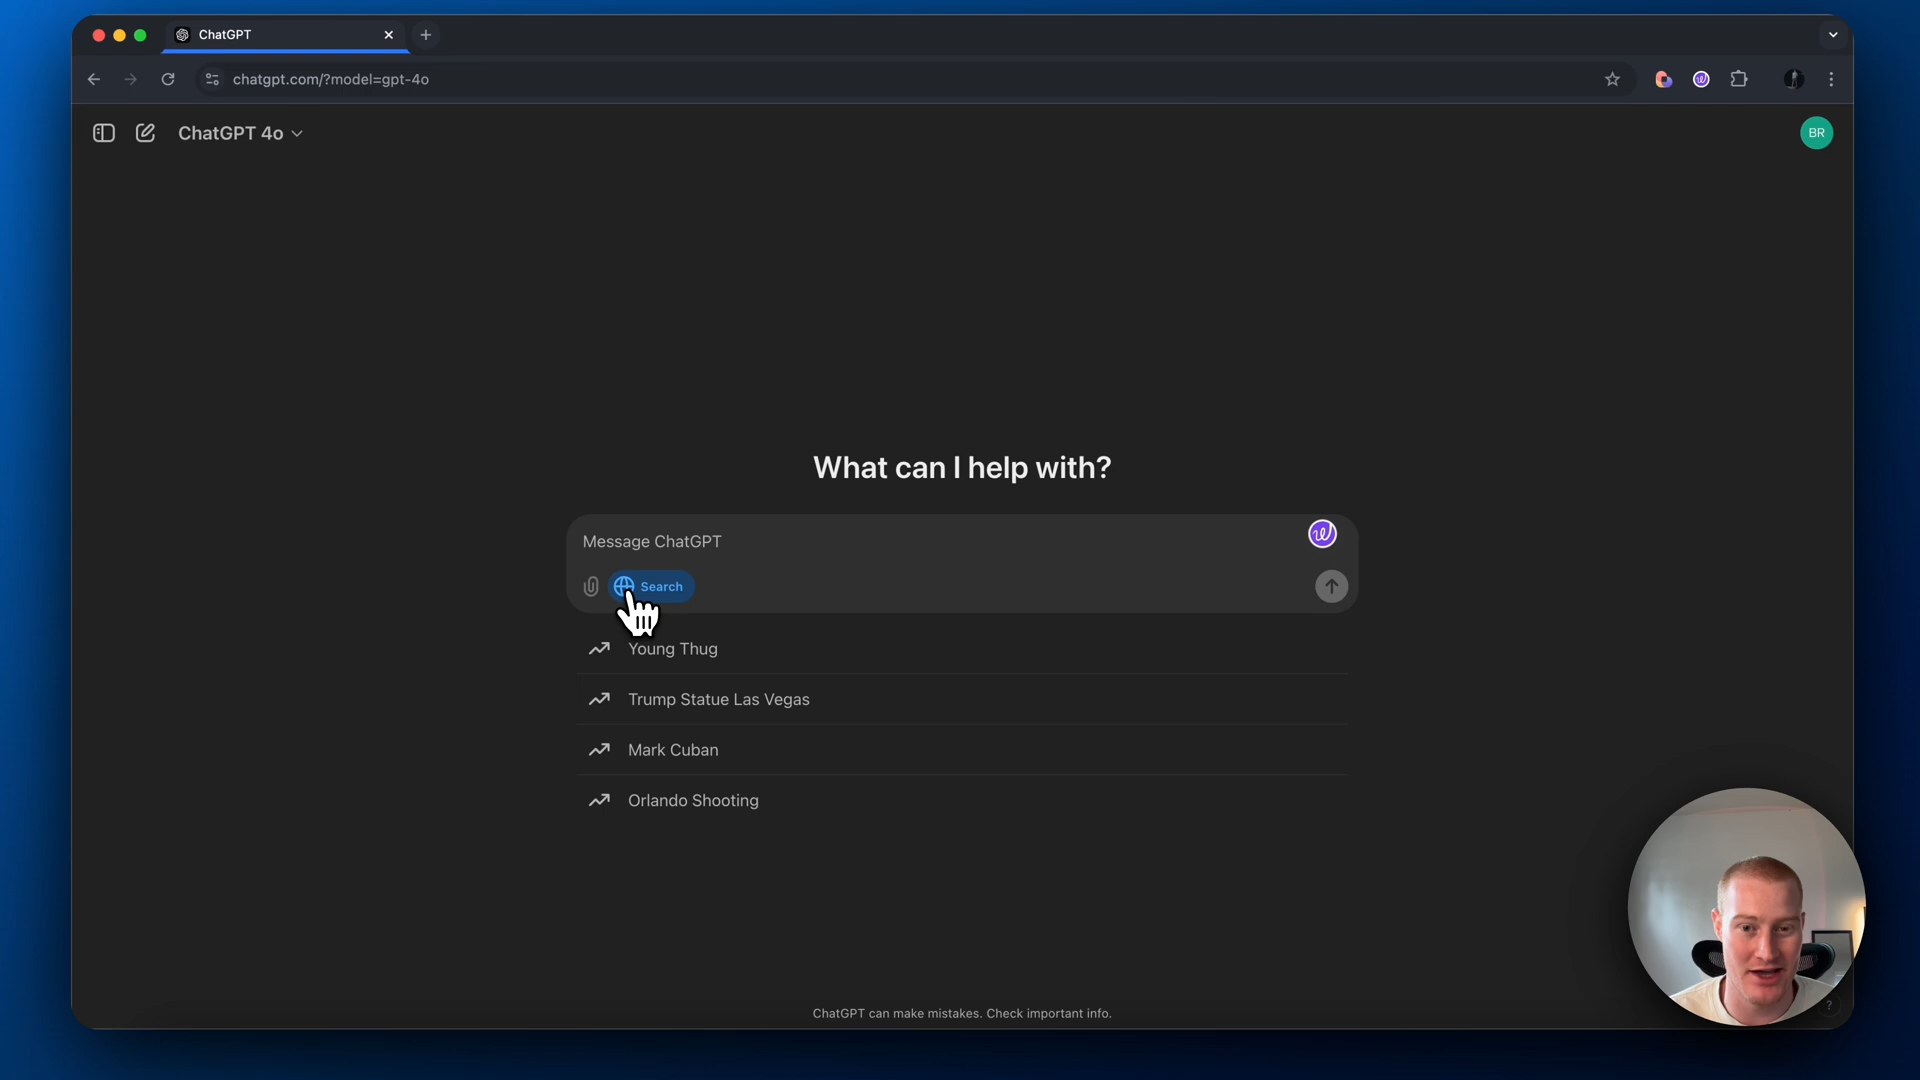 ChatGPT
chatgpt.com/?model=gpt-4o
ChatGPT 4o
BR
What can I help with?
Message ChatGPT
Search
Young Thug
Trump Statue Las Vegas
Mark Cuban
Orlando Shooting
ChatGPT can make mistakes. Check important info.
?